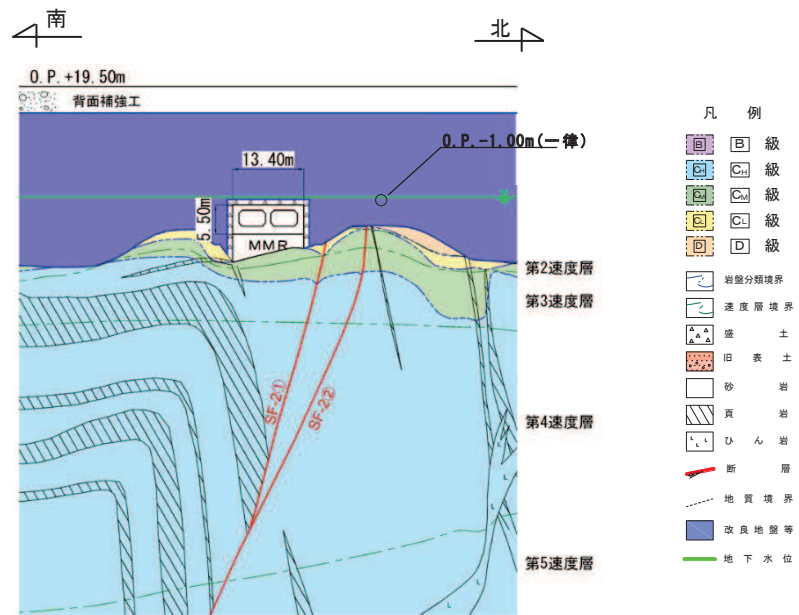 南
北
O.P.+19.50m
背面補強工
O.P.-1.00m(一律)
13.40m
5.50m
MMR
第2速度層
第3速度層
SF-2①
SF-2②
第4速度層
第5速度層
凡 例
B B 級
CH CH 級
CM CM 級
CL CL 級
D D 級
岩盤分類境界
速度層境界
盛土
旧表土
砂岩
頁岩
ひん岩
断層
地質境界
改良地盤等
地下水位